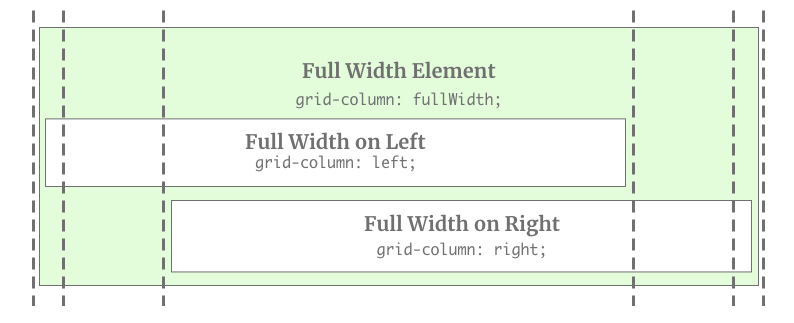 Full Width Element
grid-column: fullWidth;
Full Width on Left
grid-column: left;
Full Width on Right
grid-column: right;